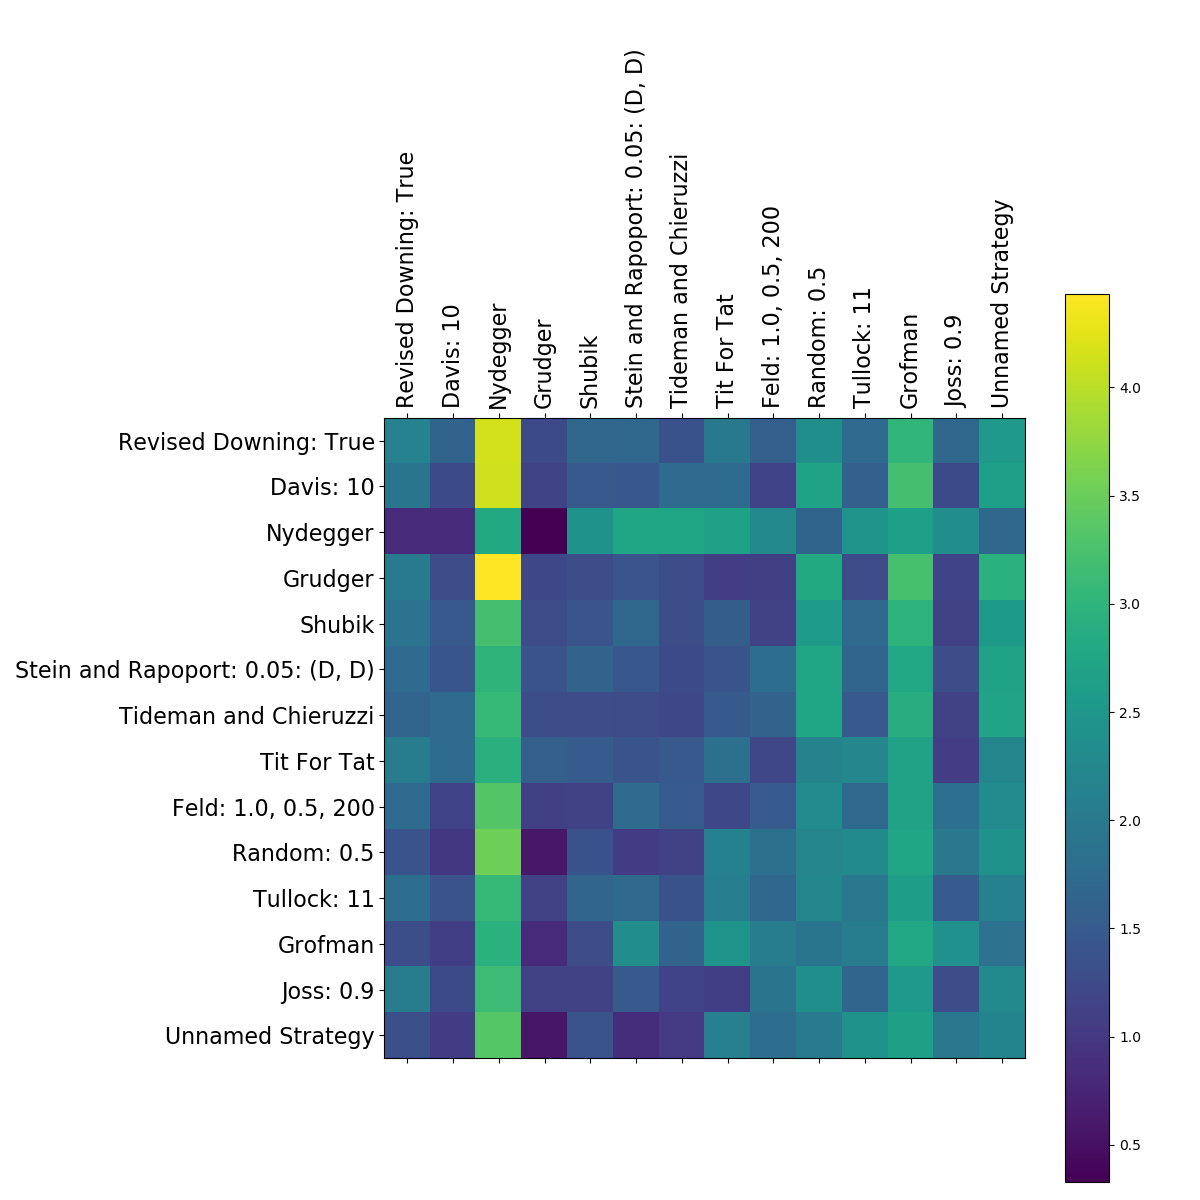 Revised Downing: True
Davis: 10
Nydegger
Grudger
Shubik
Stein and Rapoport: 0.05: (D, D)
Tideman and Chieruzzi
Tit For Tat
Feld: 1.0, 0.5, 200
Random: 0.5
Tullock: 11
Grofman
Joss: 0.9
Unnamed Strategy
Revised Downing: True
Davis: 10
Nydegger
Grudger
Shubik
Stein and Rapoport: 0.05: (D, D)
Tideman and Chieruzzi
Tit For Tat
Feld: 1.0, 0.5, 200
Random: 0.5
Tullock: 11
Grofman
Joss: 0.9
Unnamed Strategy
4.0
3.5
3.0
2.5
2.0
1.5
1.0
0.5